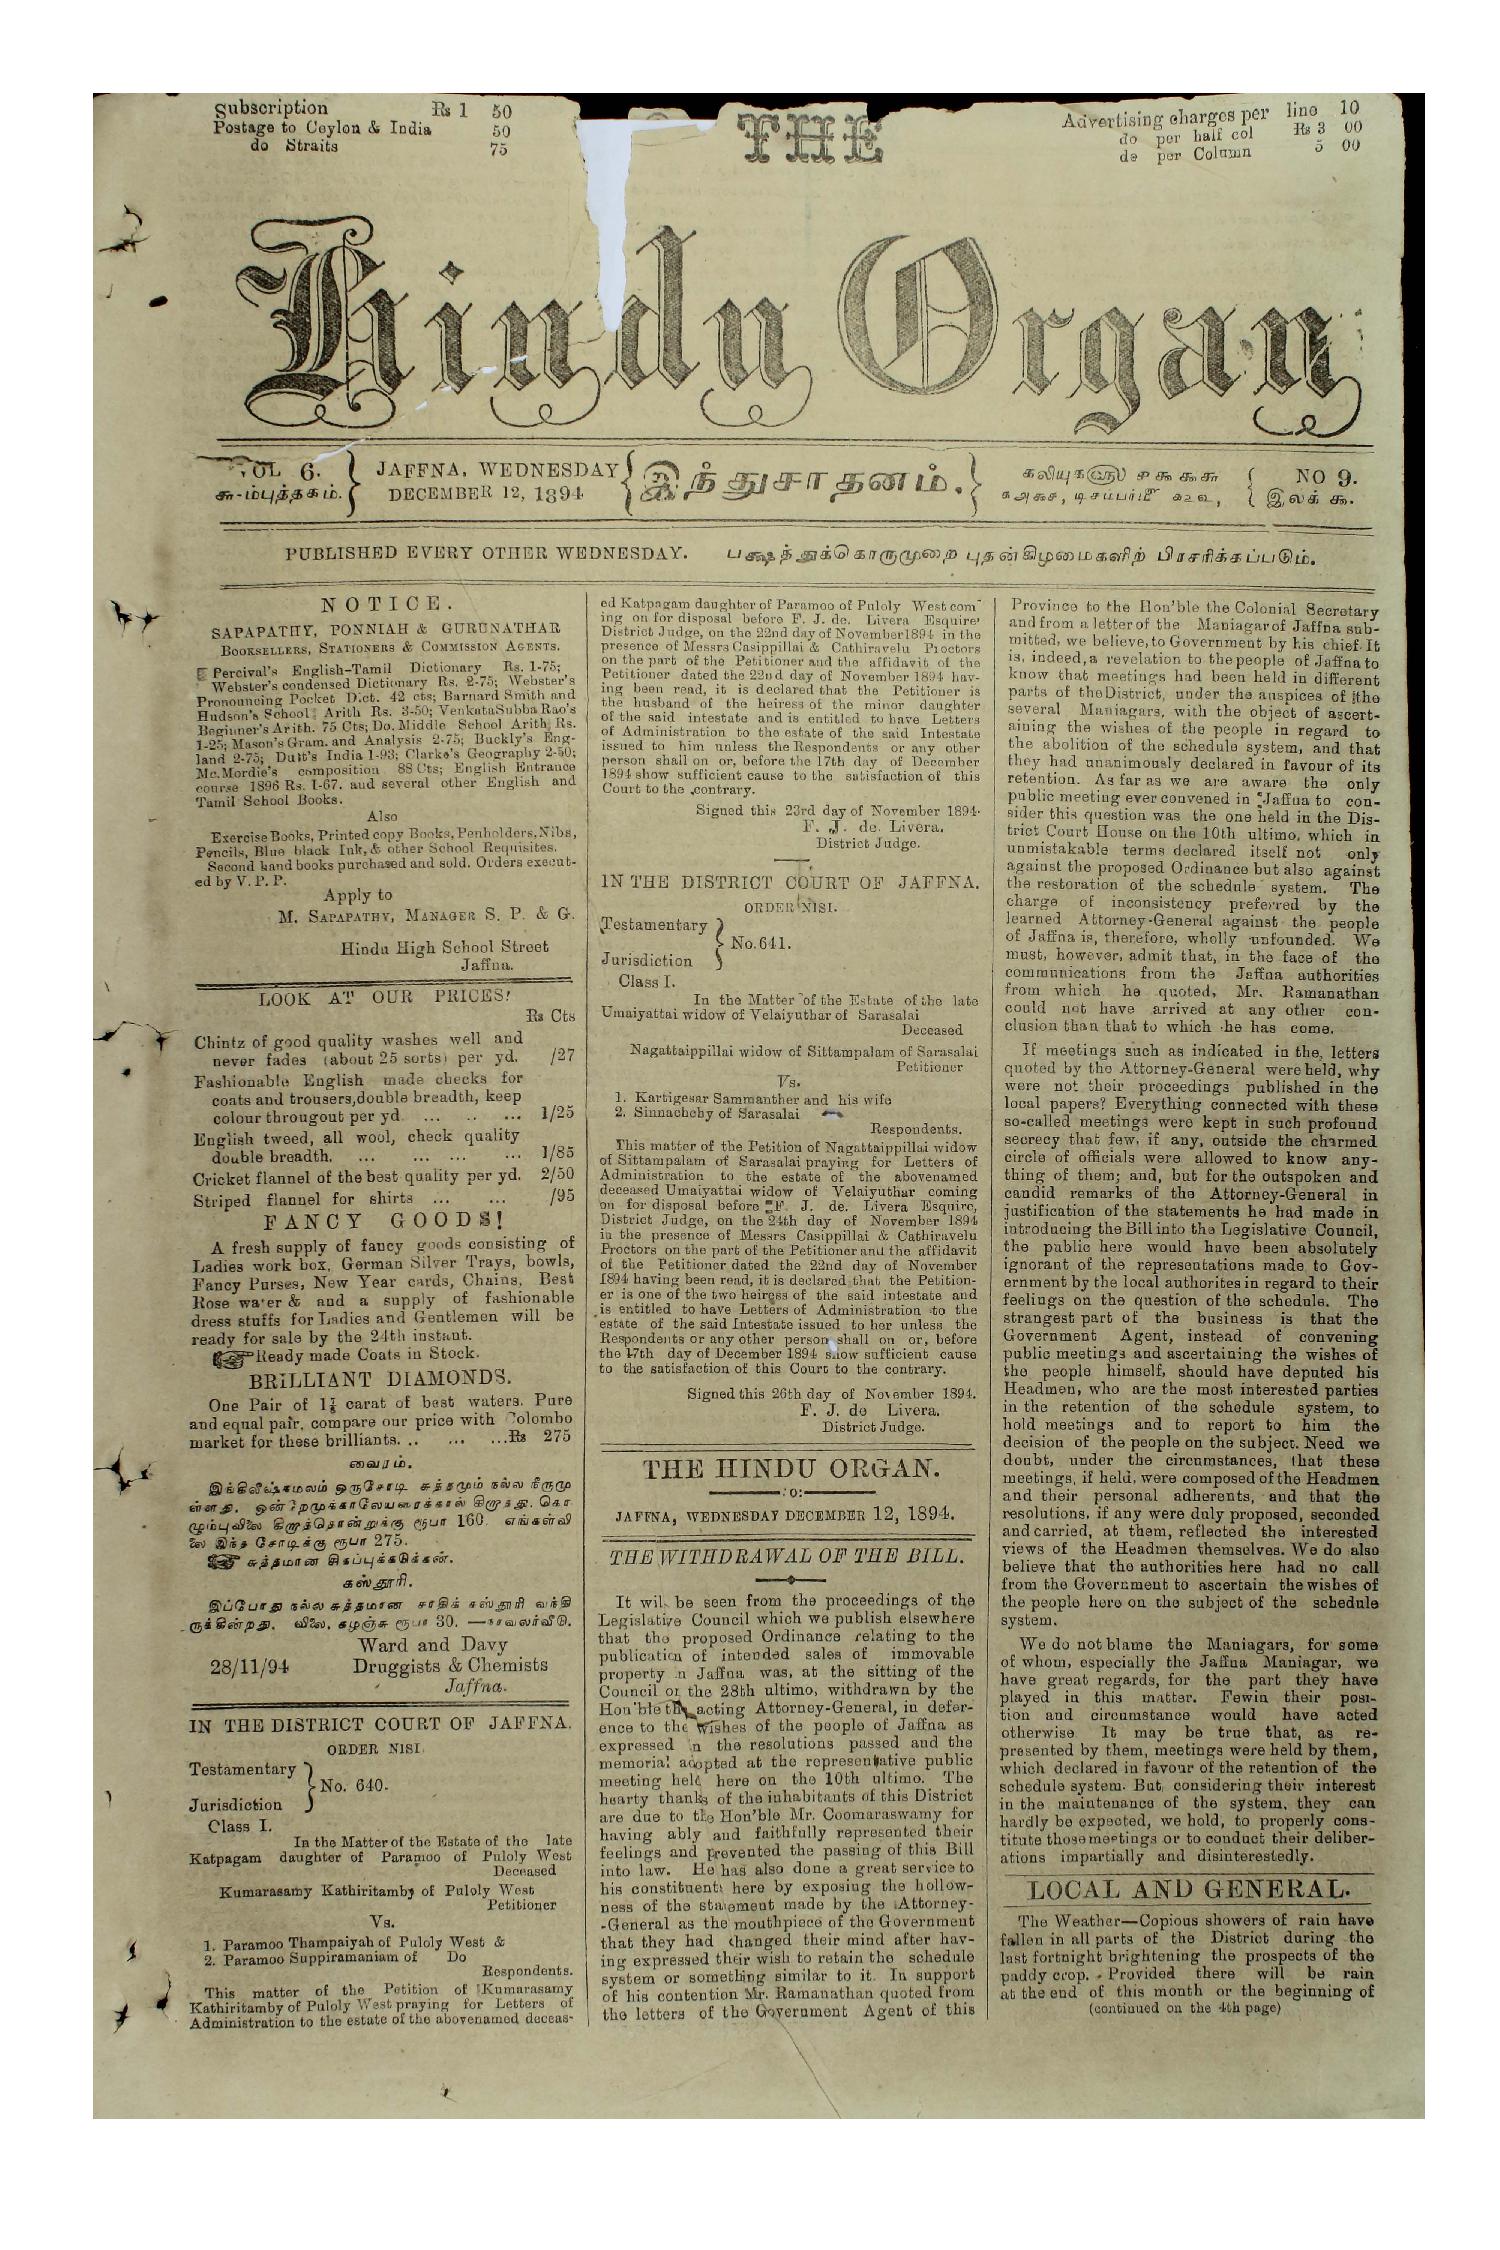 Subscription Rs 1 50
Postage to Ceylon & India 50
do Straits 75
THE
Advertising charges per line 10
do per half col Rs 3 00
do per Column 5 00
Hindu Organ
VOL 6.
௬-ம்புத்தகம்.
JAFFNA, WEDNESDAY
DECEMBER 12, 1894
இந்துசாதனம்.
NO 9.
இலக் ௯.
PUBLISHED EVERY OTHER WEDNESDAY. பக்ஷத்துக்கொருமுறை புதன்கிழமைகளிற் பிரசரிக்கப்படும்.
NOTICE.
SAPAPATHY, PONNIAH & GURUNATHAR
BOOKSELLERS, STATIONERS & COMMISSION AGENTS.
Percival's English-Tamil Dictionary Rs. 1-75;
Webster's condensed Dictionary Rs. 2-75; Webster's
Pronouncing Pocket Dict. 42 cts; Barnard Smith and
Hudson's School Arith Rs. 3-50; VenkataSubba Rao's
Beginner's Arith. 75 Cts; Do. Middle School Arith Rs.
1-25; Mason's Gram. and Analysis 2-75; Buckly's Eng-
land 2-75; Dutt's India 1-93; Clarke's Geography 2-50;
Mc.Mordie's composition 88 Cts; English Entrance
course 1896 Rs. 1-67. and several other English and
Tamil School Books.
Also
Exercise Books, Printed copy Books, Penholders, Nibs,
Pencils, Blue black Ink, & other School Requisites.
Second hand books purchased and sold. Orders execut-
ed by V. P. P.
Apply to
M. SAPAPATHY, MANAGER S. P. & G.
Hindu High School Street
Jaffna.
LOOK AT OUR PRICES!
Rs Cts
Chintz of good quality washes well and
never fades (about 25 sorts) per yd. /27
Fashionable English made checks for
coats and trousers, double breadth, keep
colour througout per yd. ... .. ... 1/25
English tweed, all wool, check quality
double breadth. ... ... ... ... 1/85
Cricket flannel of the best quality per yd. 2/50
Striped flannel for shirts ... ... /95
FANCY GOODS!
A fresh supply of fancy goods consisting of
Ladies work box, German Silver Trays, bowls,
Fancy Purses, New Year cards, Chains, Best
Rose water & and a supply of fashionable
dress stuffs for Ladies and Gentlemen will be
ready for sale by the 24th instant.
Ready made Coats in Stock.
BRILLIANT DIAMONDS.
One Pair of 1⅞ carat of best waters. Pure
and equal pair, compare our price with Colombo
market for these brilliants. .. ... ...Rs 275
வைரம்.
இங்கிலீஷ்கமலம் ஒருசோடி சுத்தமும் நல்ல நீருமு
ள்ளது. ஒன்றேமுக்காலேயரைக்கால் கிறாத்து. கொ
ழும்புவிலை கிறாத்தொன்றுக்கு ரூபா 160. எங்கள்வி
லை இந்த சோடிக்கு ரூபா 275.
சுத்தமான சிகப்புக்கடுக்கன்.
கஸ்தூரி.
இப்போது நல்ல சுத்தமான சாதிக் கஸ்தூரி வந்தி
ருக்கின்றது. விலை, கழஞ்சு ரூபா 30. —நாவலர்வீடு.
Ward and Davy
28/11/94 Druggists & Chemists
Jaffna.
IN THE DISTRICT COURT OF JAFFNA.
ORDER NISI.
Testamentary
Jurisdiction
No. 640.
Class I.
In the Matter of the Estate of the late
Katpagam daughter of Paramoo of Puloly West
Deceased
Kumarasamy Kathiritamby of Puloly West
Petitioner
Vs.
1. Paramoo Thampaiyah of Puloly West &
2. Paramoo Suppiramaniam of Do
Respondents.
This matter of the Petition of Kumarasamy
Kathiritamby of Puloly West praying for Letters of
Administration to the estate of the abovenamed deceas-
ed Katpagam daughter of Paramoo of Puloly West com-
ing on for disposal before F. J. de. Livera Esquire
District Judge, on the 22nd day of November 1894 in the
presence of Messrs Casippillai & Cathiravelu Proctors
on the part of the Petitioner and the affidavit of the
Petitioner dated the 22nd day of November 1894 hav-
ing been read, it is declared that the Petitioner is
the husband of the heiress of the minor daughter
of the said intestate and is entitled to have Letters
of Administration to the estate of the said Intestate
issued to him unless the Respondents or any other
person shall on or, before the 17th day of December
1894 show sufficient cause to the satisfaction of this
Court to the contrary.
Signed this 23rd day of November 1894.
F. J. de. Livera.
District Judge.
IN THE DISTRICT COURT OF JAFFNA.
ORDER NISI.
Testamentary
Jurisdiction
No. 641.
Class I.
In the Matter of the Estate of the late
Umaiyattai widow of Velaiyuthar of Sarasalai
Deceased
Nagattaippillai widow of Sittampalam of Sarasalai
Petitioner
Vs.
1. Kartigesar Sammanther and his wife
2. Sinnacheby of Sarasalai
Respondents.
This matter of the Petition of Nagattaippillai widow
of Sittampalam of Sarasalai praying for Letters of
Administration to the estate of the abovenamed
deceased Umaiyattai widow of Velaiyuthar coming
on for disposal before F. J. de. Livera Esquire,
District Judge, on the 24th day of November 1894
in the presence of Messrs Casippillai & Cathiravelu
Proctors on the part of the Petitioner and the affidavit
of the Petitioner dated the 22nd day of November
1894 having been read, it is declared that the Petition-
er is one of the two heiress of the said intestate and
is entitled to have Letters of Administration to the
estate of the said Intestate issued to her unless the
Respondents or any other person shall on or, before
the 17th day of December 1894 show sufficient cause
to the satisfaction of this Court to the contrary.
Signed this 26th day of November 1894.
F. J. de Livera.
District Judge.
THE HINDU ORGAN.
:o:
JAFFNA, WEDNESDAY DECEMBER 12, 1894.
THE WITHDRAWAL OF THE BILL.
It will be seen from the proceedings of the
Legislative Council which we publish elsewhere
that the proposed Ordinance relating to the
publication of intended sales of immovable
property in Jaffna was, at the sitting of the
Council on the 28th ultimo, withdrawn by the
Hon'ble the acting Attorney-General, in defer-
ence to the wishes of the people of Jaffna as
expressed in the resolutions passed and the
memorial adopted at the representative public
meeting held here on the 10th ultimo. The
hearty thanks of the inhabitants of this District
are due to the Hon'ble Mr. Coomaraswamy for
having ably and faithfully represented their
feelings and prevented the passing of this Bill
into law. He has also done a great service to
his constituents here by exposing the hollow-
ness of the statement made by the Attorney-
-General as the mouthpiece of the Government
that they had changed their mind after hav-
ing expressed their wish to retain the schedule
system or something similar to it. In support
of his contention Mr. Ramanathan quoted from
the letters of the Government Agent of this
Province to the Hon'ble the Colonial Secretary
and from a letter of the Maniagar of Jaffna sub-
mitted, we believe, to Government by his chief. It
is, indeed, a revelation to the people of Jaffna to
know that meetings had been held in different
parts of the District, under the auspices of the
several Maniagars, with the object of ascert-
aining the wishes of the people in regard to
the abolition of the schedule system, and that
they had unanimously declared in favour of its
retention. As far as we are aware the only
public meeting ever convened in Jaffna to con-
sider this question was the one held in the Dis-
trict Court House on the 10th ultimo, which in
unmistakable terms declared itself not only
against the proposed Ordinance but also against
the restoration of the schedule system. The
charge of inconsistency preferred by the
learned Attorney-General against the people
of Jaffna is, therefore, wholly unfounded. We
must, however, admit that, in the face of the
communications from the Jaffna authorities
from which he quoted, Mr. Ramanathan
could not have arrived at any other con-
clusion than that to which he has come.
If meetings such as indicated in the, letters
quoted by the Attorney-General were held, why
were not their proceedings published in the
local papers? Everything connected with these
so-called meetings were kept in such profound
secrecy that few, if any, outside the charmed
circle of officials were allowed to know any-
thing of them; and, but for the outspoken and
candid remarks of the Attorney-General in
justification of the statements he had made in
introducing the Bill into the Legislative Council,
the public here would have been absolutely
ignorant of the representations made to Gov-
ernment by the local authorites in regard to their
feelings on the question of the schedule. The
strangest part of the business is that the
Government Agent, instead of convening
public meetings and ascertaining the wishes of
the people himself, should have deputed his
Headmen, who are the most interested parties
in the retention of the schedule system, to
hold meetings and to report to him the
decision of the people on the subject. Need we
doubt, under the circumstances, that these
meetings, if held, were composed of the Headmen
and their personal adherents, and that the
resolutions, if any were duly proposed, seconded
and carried, at them, reflected the interested
views of the Headmen themselves. We do also
believe that the authorities here had no call
from the Government to ascertain the wishes of
the people here on the subject of the schedule
system.
We do not blame the Maniagars, for some
of whom, especially the Jaffna Maniagar, we
have great regards, for the part they have
played in this matter. Few in their posi-
tion and circumstance would have acted
otherwise. It may be true that, as re-
presented by them, meetings were held by them,
which declared in favour of the retention of the
schedule system. But, considering their interest
in the maintenance of the system, they can
hardly be expected, we hold, to properly cons-
titute those meetings or to conduct their deliber-
ations impartially and disinterestedly.
LOCAL AND GENERAL.
The Weather—Copious showers of rain have
fallen in all parts of the District during the
last fortnight brightening the prospects of the
paddy crop. Provided there will be rain
at the end of this month or the beginning of
(continued on the 4th page)